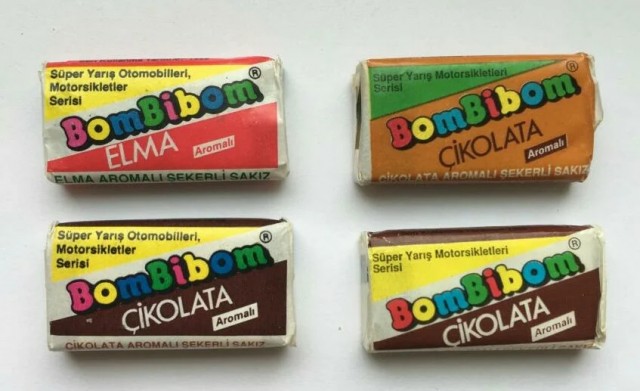 Süper Yarış Otomobilleri,
Motorsikletler
Serisi
BomBibom®
ELMA
Aromalı
ELMA AROMALI ŞEKERLİ SAKIZ
Süper Yarış Motorsikletleri
Serisi
BomBibom®
ÇİKOLATA
Aromalı
ÇİKOLATA AROMALI ŞEKERLİ SAKIZ
Süper Yarış Otomobilleri,
Motorsikletler
Serisi
BomBibom®
ÇİKOLATA
Aromalı
ÇİKOLATA AROMALI ŞEKERLİ SAKIZ
Süper Yarış Motorsikletleri
Serisi
BomBibom®
ÇİKOLATA
Aromalı